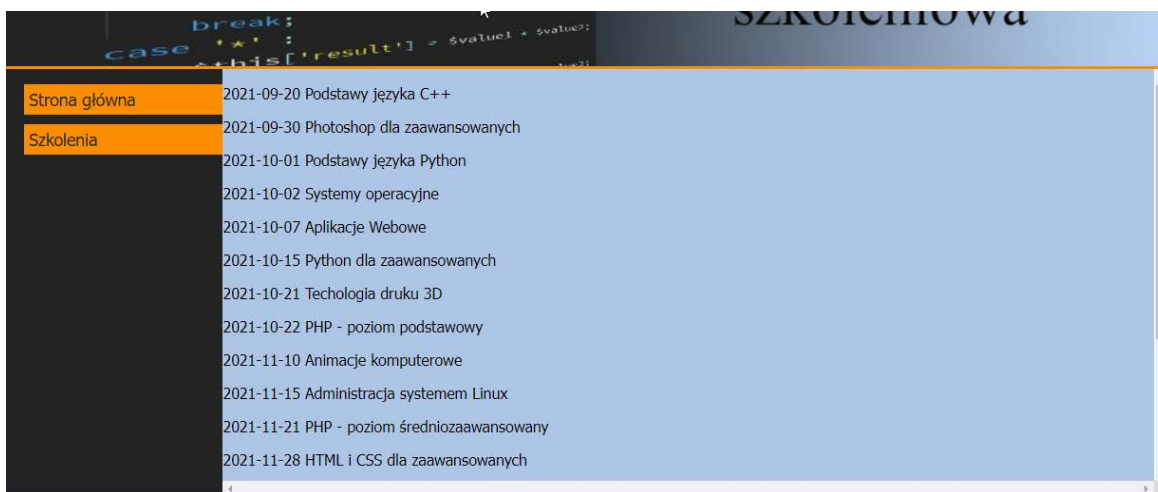 break;
case '*' :
$this['result'] = $value1 * $value2;
szkoleniowa
Strona główna
Szkolenia
2021-09-20 Podstawy języka C++
2021-09-30 Photoshop dla zaawansowanych
2021-10-01 Podstawy języka Python
2021-10-02 Systemy operacyjne
2021-10-07 Aplikacje Webowe
2021-10-15 Python dla zaawansowanych
2021-10-21 Techologia druku 3D
2021-10-22 PHP - poziom podstawowy
2021-11-10 Animacje komputerowe
2021-11-15 Administracja systemem Linux
2021-11-21 PHP - poziom średniozaawansowany
2021-11-28 HTML i CSS dla zaawansowanych